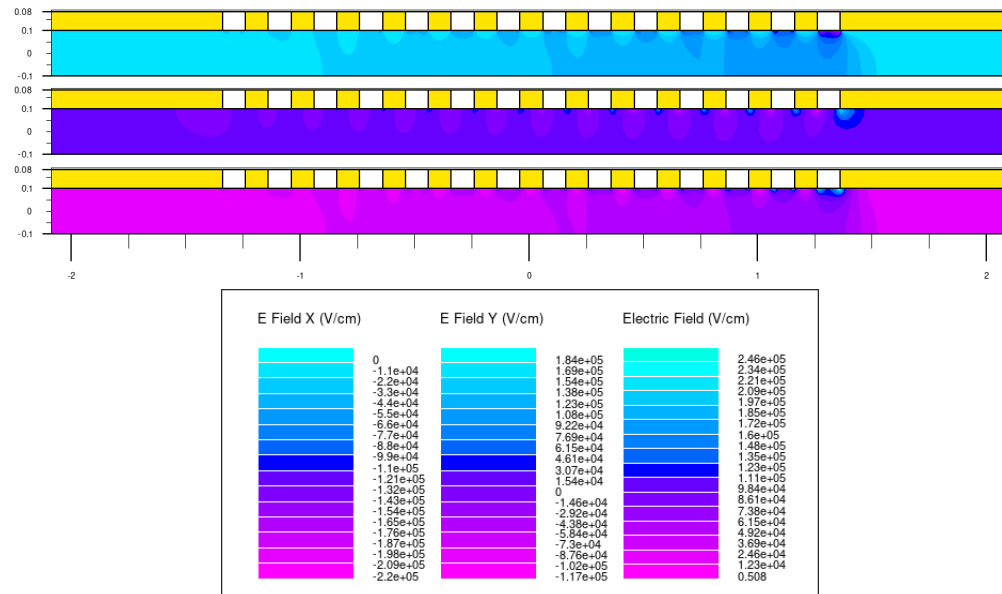 0.08
0.1
0
-0.1
0.08
0.1
0
0.1
0.08
0.1
0
-0.1
-2 -1 0 1 2
E Field X (V/cm) E Field Y (V/cm) Electric Field (V/cm)
0 1.84e+05 2.46e+05
-1.1e+04 1.69e+05 2.34e+05
-2.2e+04 1.54e+05 2.21e+05
-3.3e+04 1.38e+05 2.09e+05
-4.4e+04 1.23e+05 1.97e+05
-5.5e+04 1.08e+05 1.85e+05
-6.6e+04 9.22e+04 1.72e+05
-7.7e+04 7.69e+04 1.6e+05
-8.8e+04 6.15e+04 1.48e+05
-9.9e+04 4.61e+04 1.35e+05
-1.1e+05 3.07e+04 1.23e+05
-1.21e+05 1.54e+04 1.11e+05
-1.32e+05 0 9.84e+04
-1.43e+05 -1.46e+04 8.61e+04
-1.54e+05 -2.92e+04 7.38e+04
-1.65e+05 -4.38e+04 6.15e+04
-1.76e+05 -5.84e+04 4.92e+04
-1.87e+05 -7.3e+04 3.69e+04
-1.98e+05 -8.76e+04 2.46e+04
-2.09e+05 -1.02e+05 1.23e+04
-2.2e+05 -1.17e+05 0.508